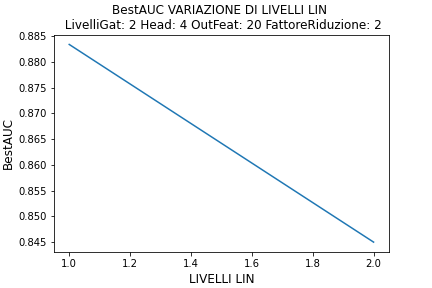 BestAUC VARIAZIONE DI LIVELLI LIN
LivelliGat: 2 Head: 4 OutFeat: 20 FattoreRiduzione: 2
0.885
0.880
0.875
0.870
0.865
0.860
0.855
0.850
0.845
BestAUC
1.0 1.2 1.4 1.6 1.8 2.0
LIVELLI LIN